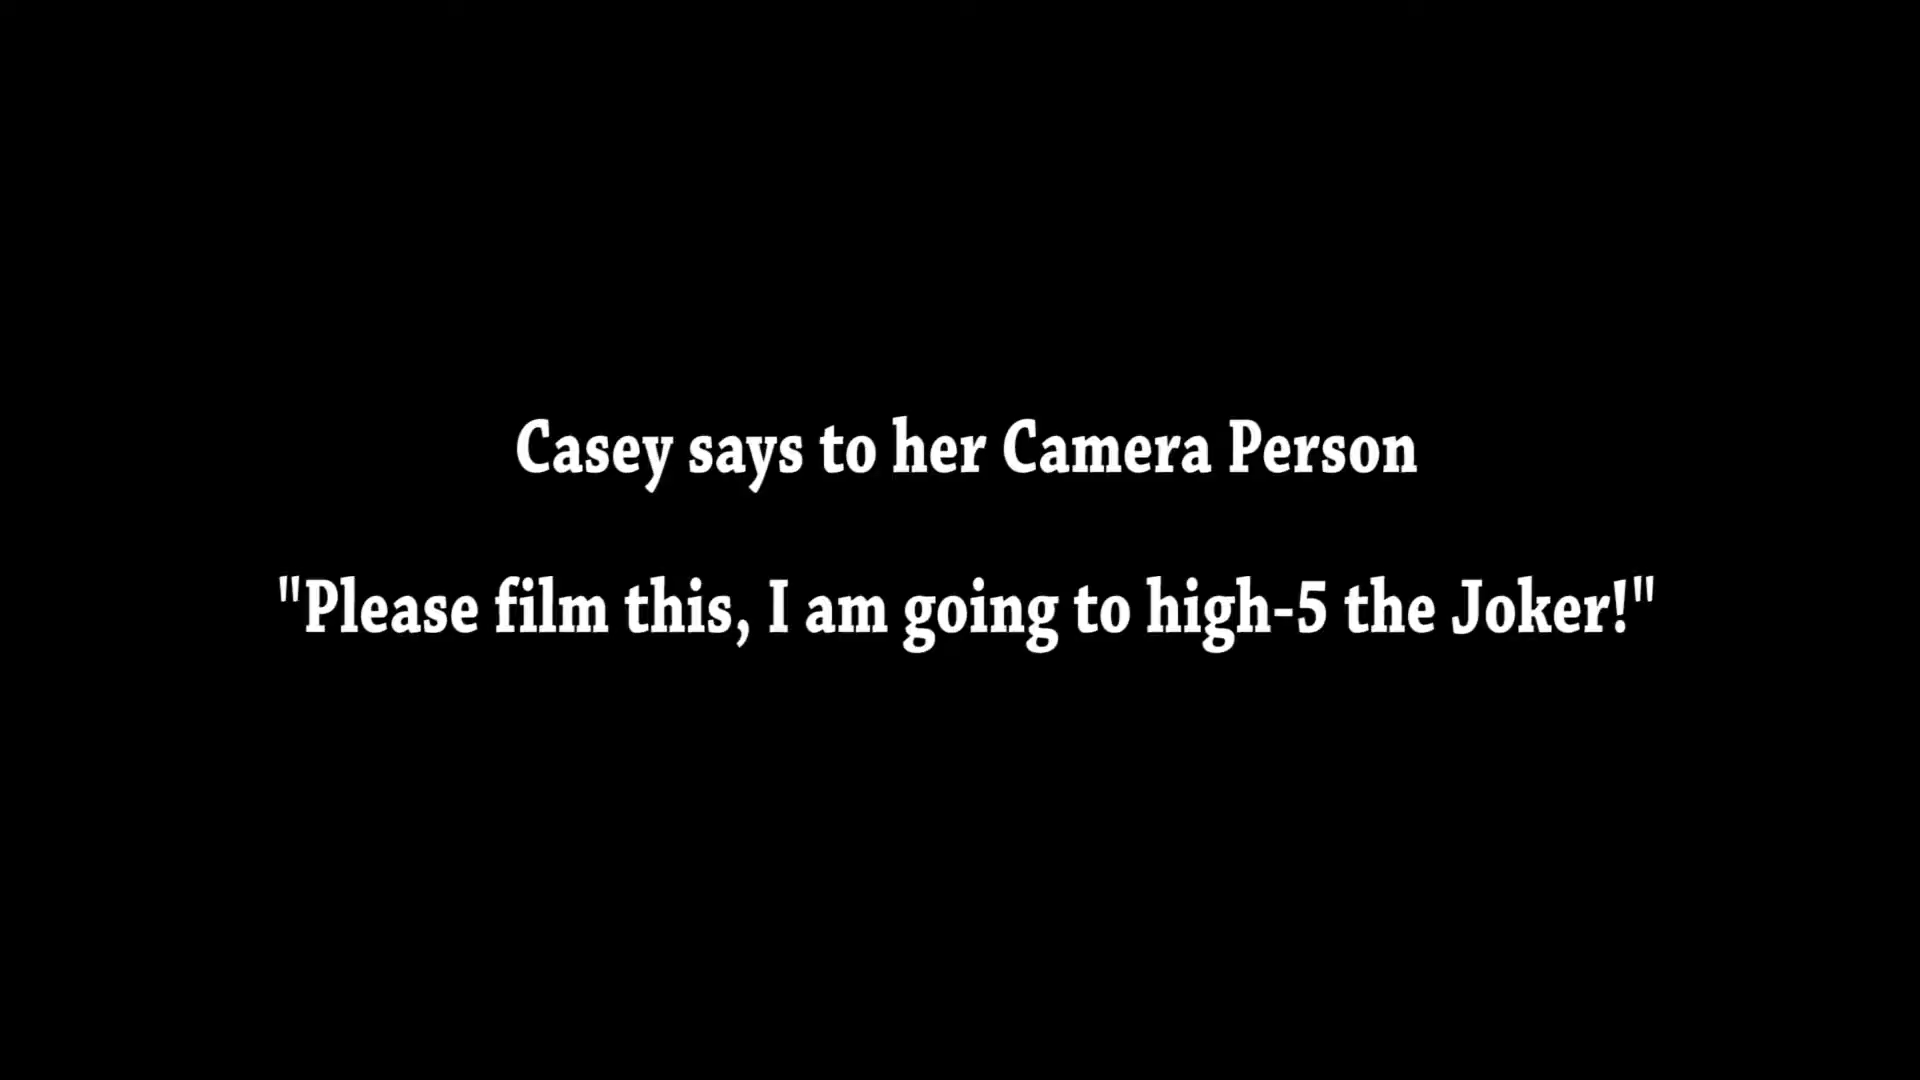 Casey says to her Camera Person
"Please film this, I am going to high-5 the Joker!"